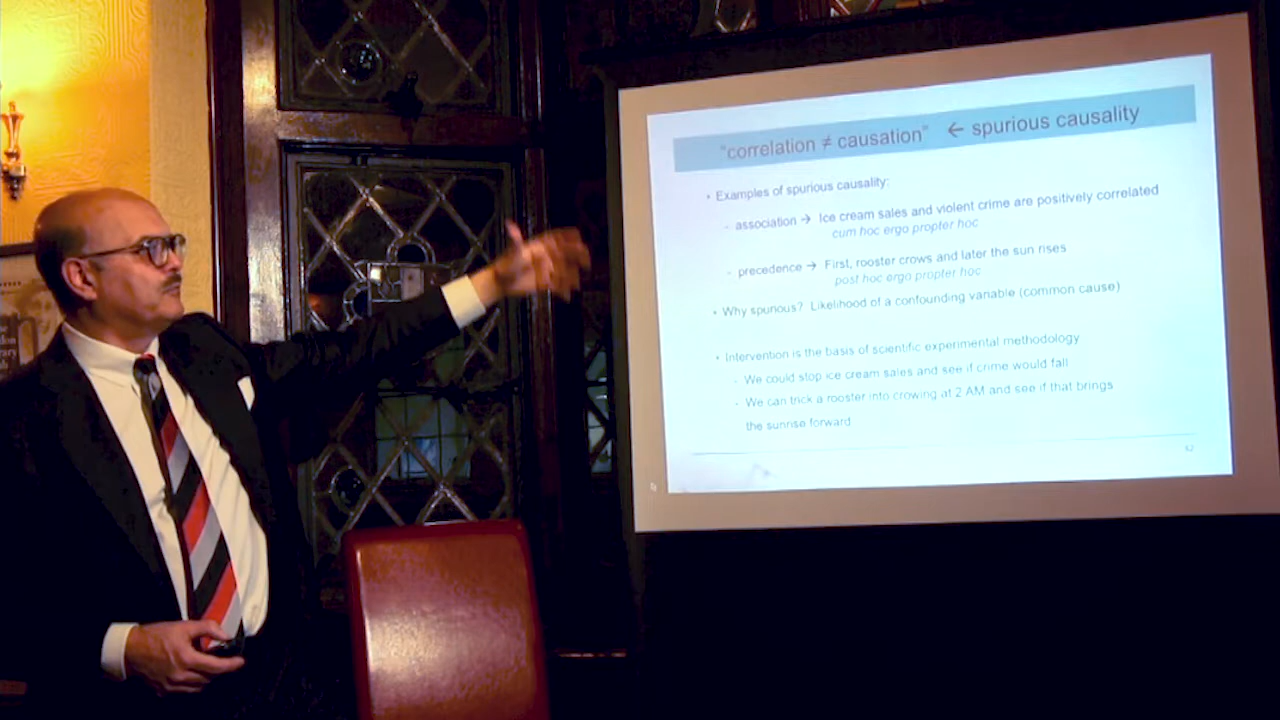 "correlation ≠ causation" ← spurious causality
• Examples of spurious causality:
- association → Ice cream sales and violent crime are positively correlated
cum hoc ergo propter hoc
- precedence → First, rooster crows and later the sun rises
post hoc ergo propter hoc
• Why spurious? Likelihood of a confounding variable (common cause)
• Intervention is the basis of scientific experimental methodology
- We could stop ice cream sales and see if crime would fall
- We can trick a rooster into crowing at 2 AM and see if that brings
the sunrise forward